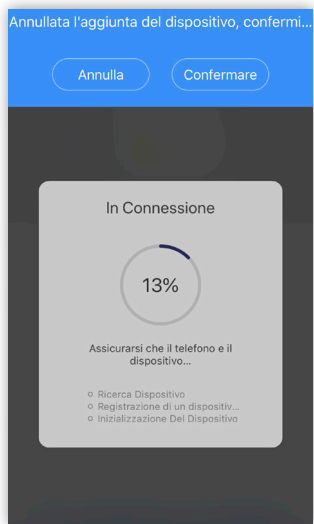 Annullata l'aggiunta del dispositivo, confermi...
Annulla
Confermare
In Connessione
13%
Assicurarsi che il telefono e il
dispositivo...
Ricerca Dispositivo
Registrazione di un dispositiv...
Inizializzazione Del Dispositivo